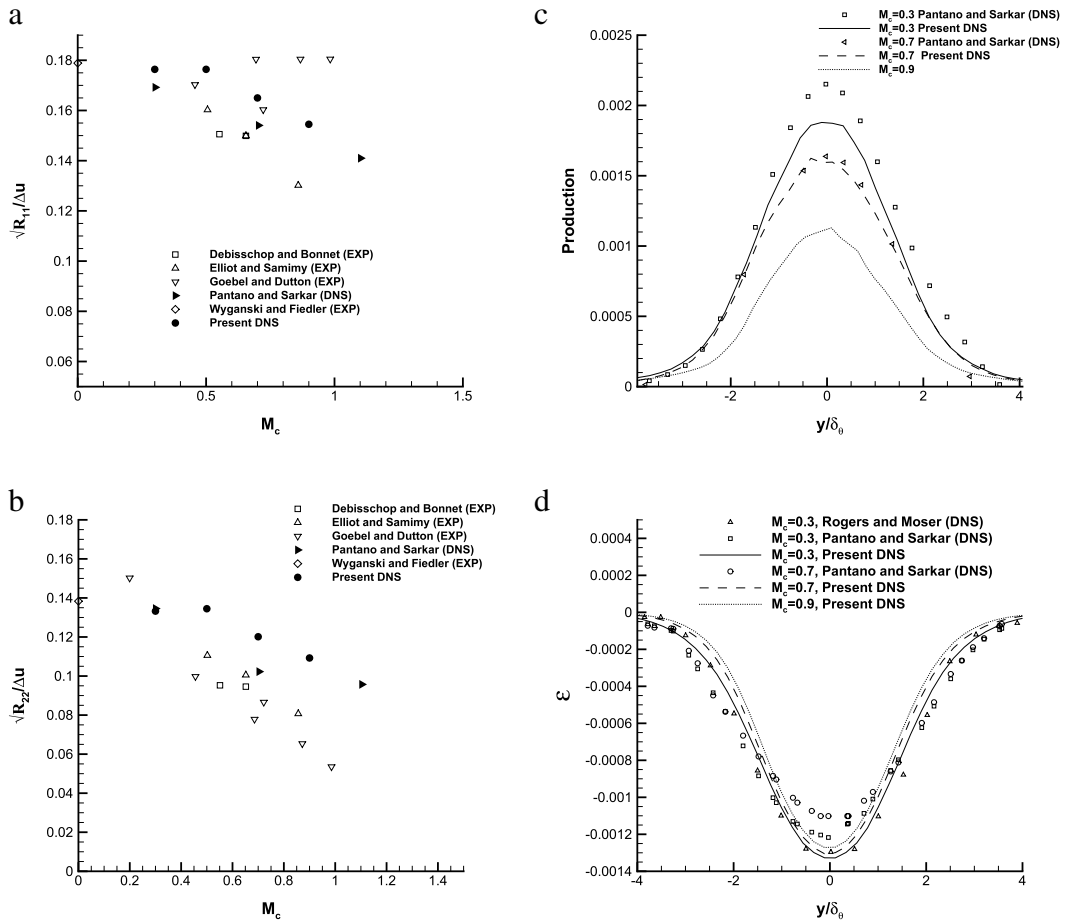 a
0.18
0.16
0.14
0.12
0.1
0.08
0.06
√R11/Δu
Debisschop and Bonnet (EXP)
Elliot and Samimy (EXP)
Goebel and Dutton (EXP)
Pantano and Sarkar (DNS)
Wyganski and Fiedler (EXP)
Present DNS
0 0.5 1 1.5
Mc
c
Mc=0.3 Pantano and Sarkar (DNS)
Mc=0.3 Present DNS
Mc=0.7 Pantano and Sarkar (DNS)
Mc=0.7 Present DNS
Mc=0.9
0.0025
0.002
0.0015
0.001
0.0005
0
Production
-2 0 2 4
y/δθ
b
0.18
0.16
0.14
0.12
0.1
0.08
0.06
0.04
0.02
0
√R22/Δu
Debisschop and Bonnet (EXP)
Elliot and Samimy (EXP)
Goebel and Dutton (EXP)
Pantano and Sarkar (DNS)
Wyganski and Fiedler (EXP)
Present DNS
0 0.2 0.4 0.6 0.8 1 1.2 1.4
Mc
d
Mc=0.3, Rogers and Moser (DNS)
Mc=0.3, Pantano and Sarkar (DNS)
Mc=0.3, Present DNS
Mc=0.7, Pantano and Sarkar (DNS)
Mc=0.7, Present DNS
Mc=0.9, Present DNS
0.0004
0.0002
0
-0.0002
-0.0004
-0.0006
-0.0008
-0.001
-0.0012
-0.0014
ε
-4 -2 0 2 4
y/δθ